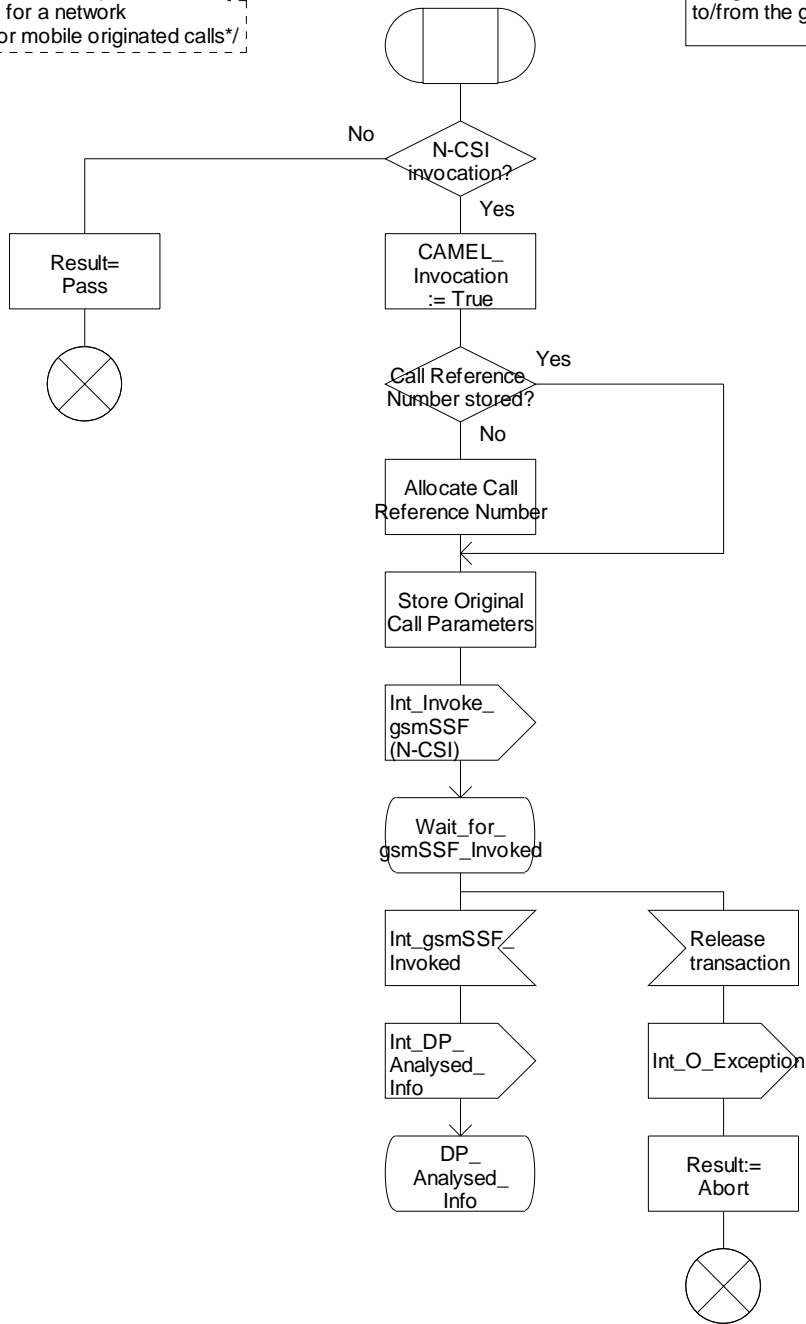 for a network
or mobile originated calls*/
to/from the g
No
N-CSI
invocation?
Yes
Result=
Pass
CAMEL_
Invocation
:= True
Call Reference
Number stored?
Yes
No
Allocate Call
Reference Number
Store Original
Call Parameters
Int_Invoke_
gsmSSF
(N-CSI)
Wait_for_
gsmSSF_Invoked
Int_gsmSSF_
Invoked
Release
transaction
Int_DP_
Analysed_
Info
Int_O_Exception
DP_
Analysed_
Info
Result:=
Abort